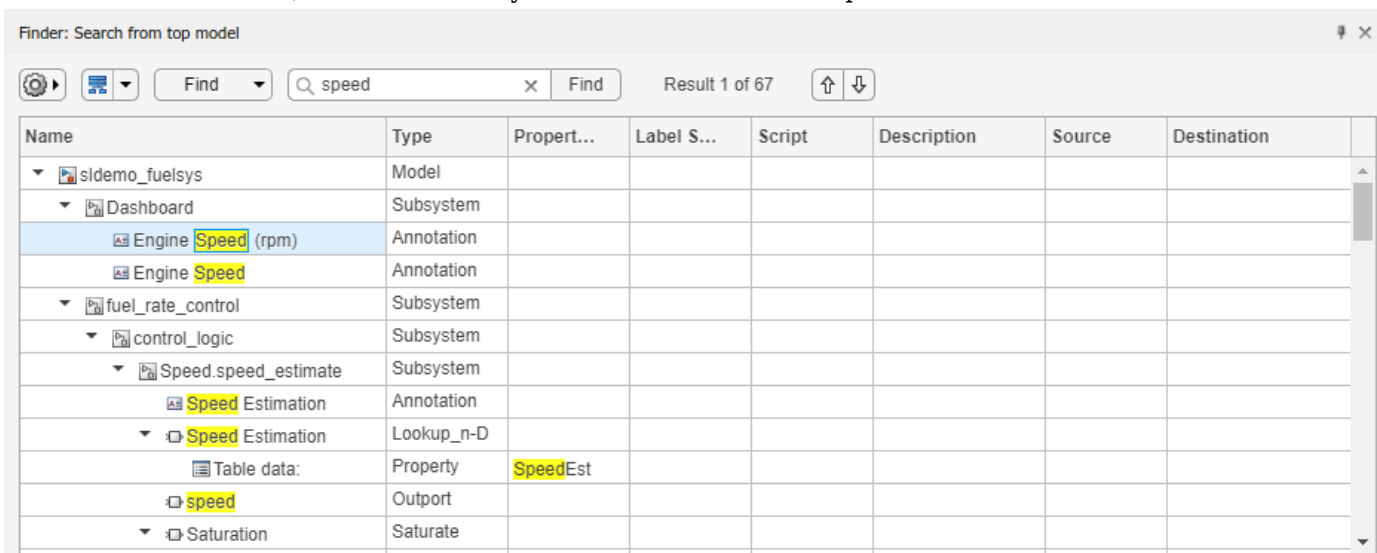 Finder: Search from top model
Find speed Find Result 1 of 67
Name Type Propert... Label S... Script Description Source Destination
sldemo_fuelsys Model
Dashboard Subsystem
Engine Speed (rpm) Annotation
Engine Speed Annotation
fuel_rate_control Subsystem
control_logic Subsystem
Speed.speed_estimate Subsystem
Speed Estimation Annotation
Speed Estimation Lookup_n-D
Table data: Property SpeedEst
speed Outport
Saturation Saturate